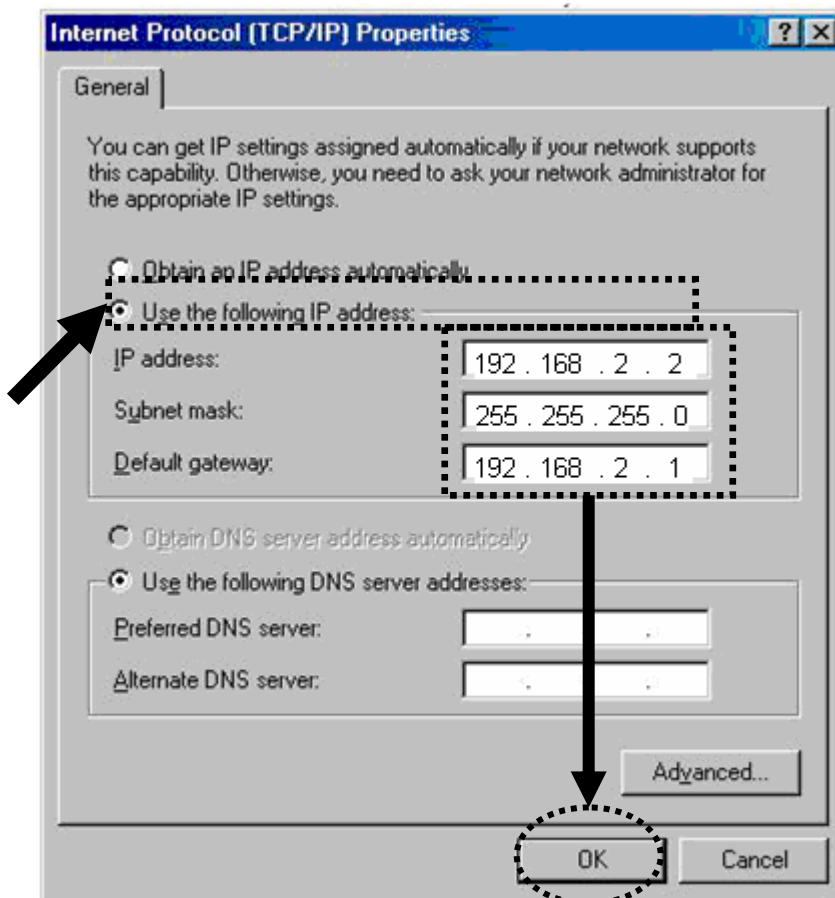 Internet Protocol (TCP/IP) Properties
General
You can get IP settings assigned automatically if your network supports
this capability. Otherwise, you need to ask your network administrator for
the appropriate IP settings.
Obtain an IP address automatically
Use the following IP address:
IP address: 192 . 168 . 2 . 2
Subnet mask: 255 . 255 . 255 . 0
Default gateway: 192 . 168 . 2 . 1
Obtain DNS server address automatically
Use the following DNS server addresses:
Preferred DNS server:
Alternate DNS server:
Advanced...
OK Cancel